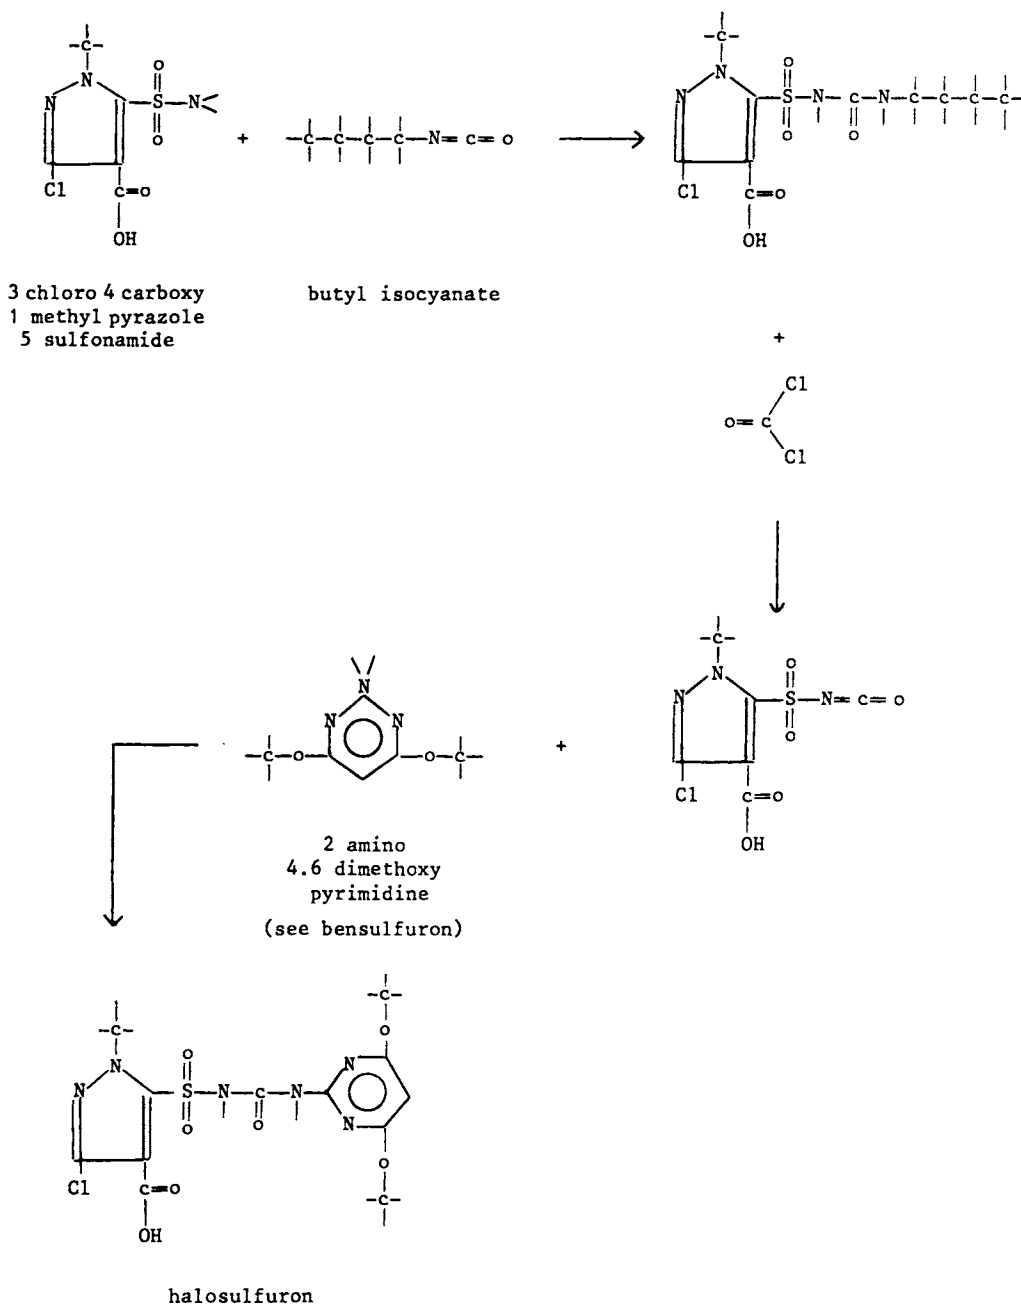 3 chloro 4 carboxy
1 methyl pyrazole
5 sulfonamide
butyl isocyanate
2 amino
4.6 dimethoxy
pyrimidine
(see bensulfuron)
halosulfuron